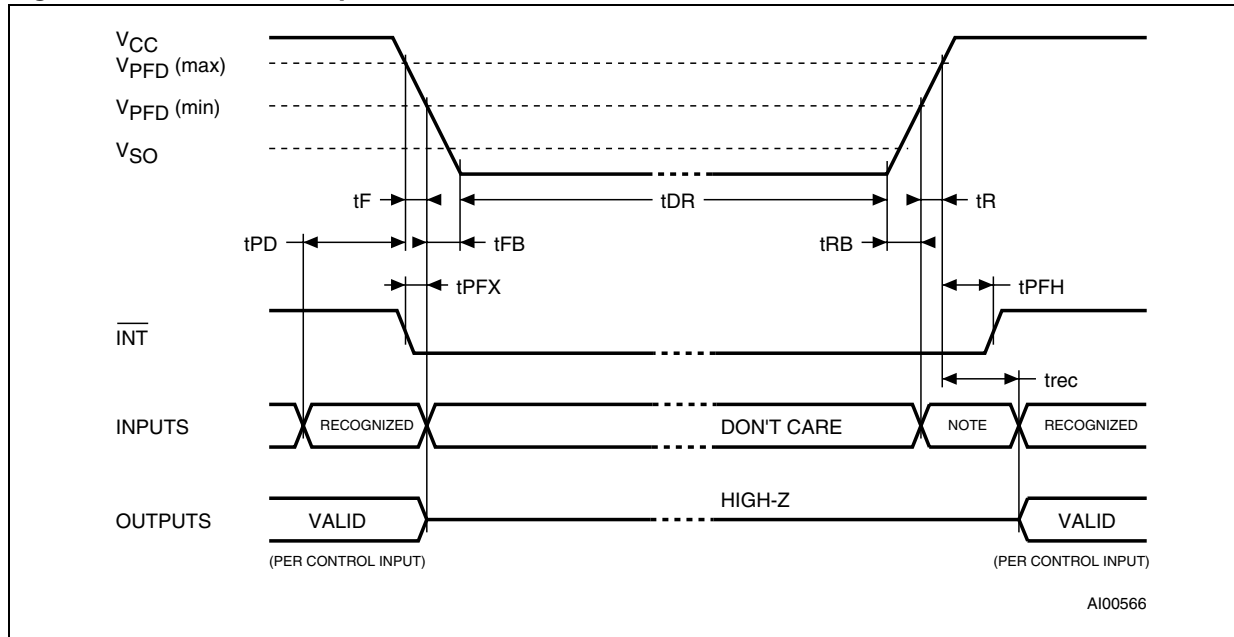 VCC
VPFD (max)
VPFD (min)
VSO
tF
tDR
tR
tPD
tFB
tRB
tPFX
tPFH
INT
trec
INPUTS
RECOGNIZED
DON'T CARE
NOTE
RECOGNIZED
HIGH-Z
OUTPUTS
VALID
VALID
(PER CONTROL INPUT)
(PER CONTROL INPUT)
AI00566